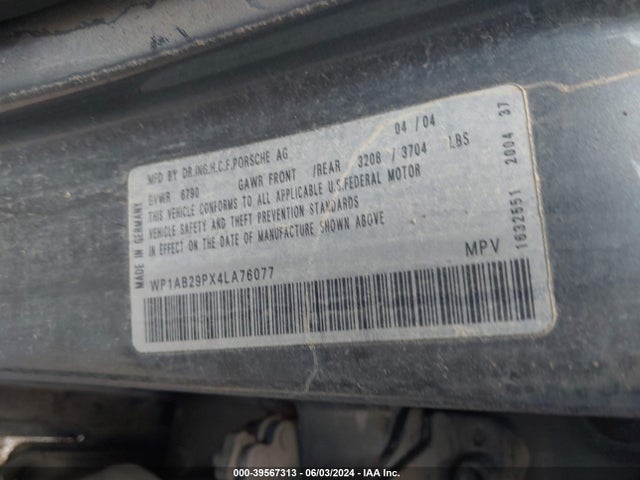 MFG BY DR.ING.H.C.F.PORSCHE AG 04/04
GVWR 6790 GAWR FRONT /REAR 3208 / 3704 LBS
THIS VEHICLE CONFORMS TO ALL APPLICABLE U.S.FEDERAL MOTOR
VEHICLE SAFETY AND THEFT PREVENTION STANDARDS
IN EFFECT ON THE DATE OF MANUFACTURE SHOWN ABOVE
WP1AB29PX4LA76077 MPV
MADE IN GERMANY
1632651 2004 37
000-39567313 - 06/03/2024 - IAA Inc.